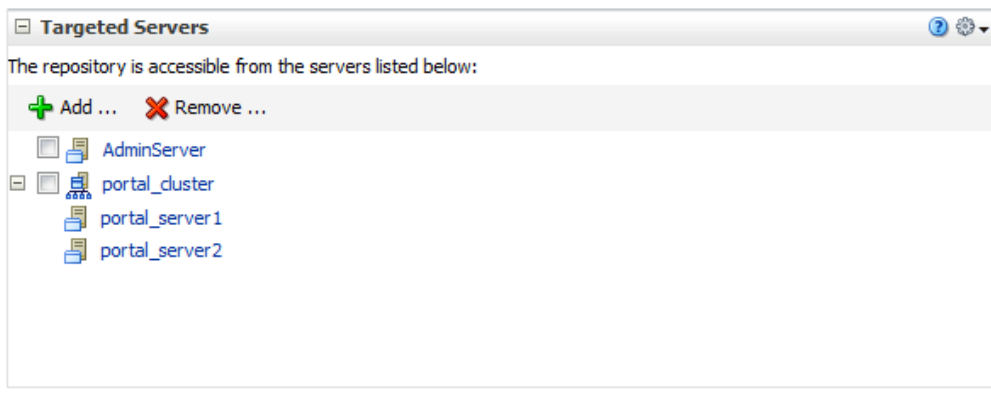 Targeted Servers
The repository is accessible from the servers listed below:
Add ... Remove ...
AdminServer
portal_cluster
portal_server1
portal_server2